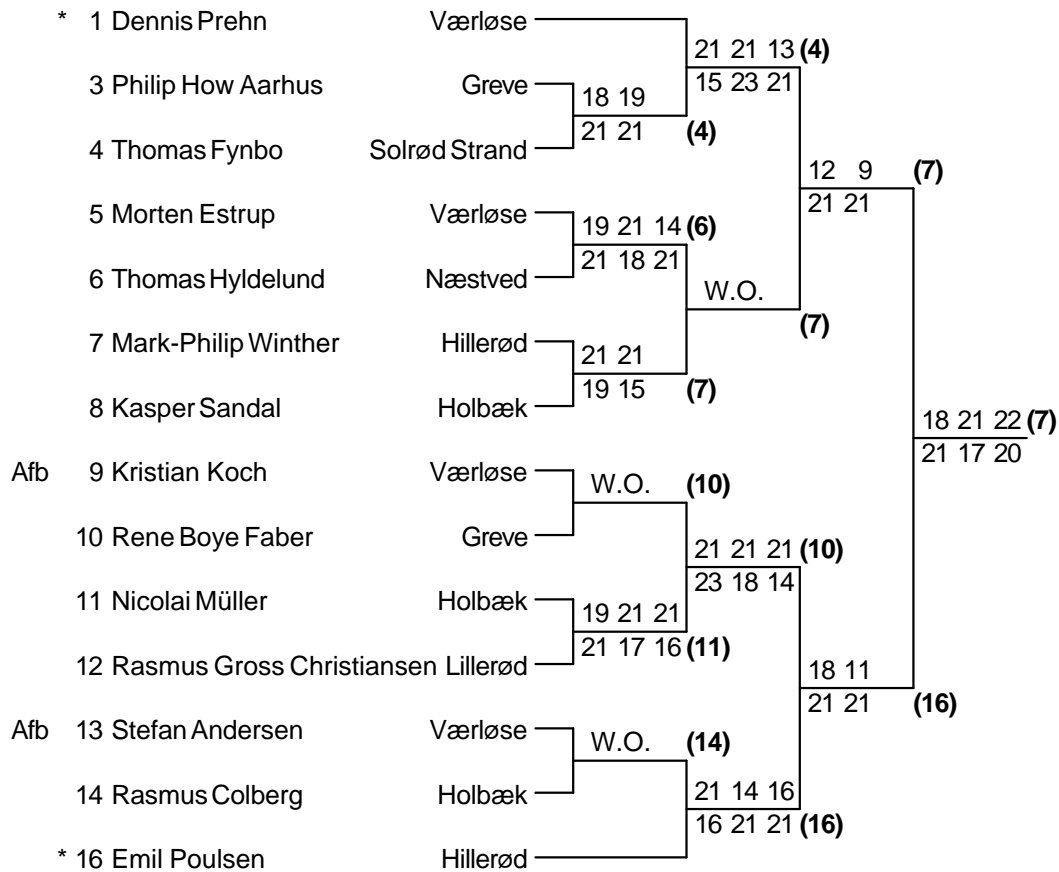 * 1 Dennis Prehn Værløse
21 21 13 (4)
3 Philip How Aarhus Greve
15 23 21
18 19
21 21 (4)
4 Thomas Fynbo Solrød Strand
12 9 (7)
21 21
5 Morten Estrup Værløse
19 21 14 (6)
21 18 21
6 Thomas Hyldelund Næstved
W.O.
(7)
7 Mark-Philip Winther Hillerød
21 21
19 15 (7)
8 Kasper Sandal Holbæk
18 21 22 (7)
21 17 20
Afb 9 Kristian Koch Værløse
W.O. (10)
10 Rene Boye Faber Greve
21 21 21 (10)
23 18 14
11 Nicolai Müller Holbæk
19 21 21
21 17 16 (11)
12 Rasmus Gross Christiansen Lillerød
18 11
21 21 (16)
Afb 13 Stefan Andersen Værløse
W.O. (14)
14 Rasmus Colberg Holbæk
21 14 16
16 21 21 (16)
* 16 Emil Poulsen Hillerød